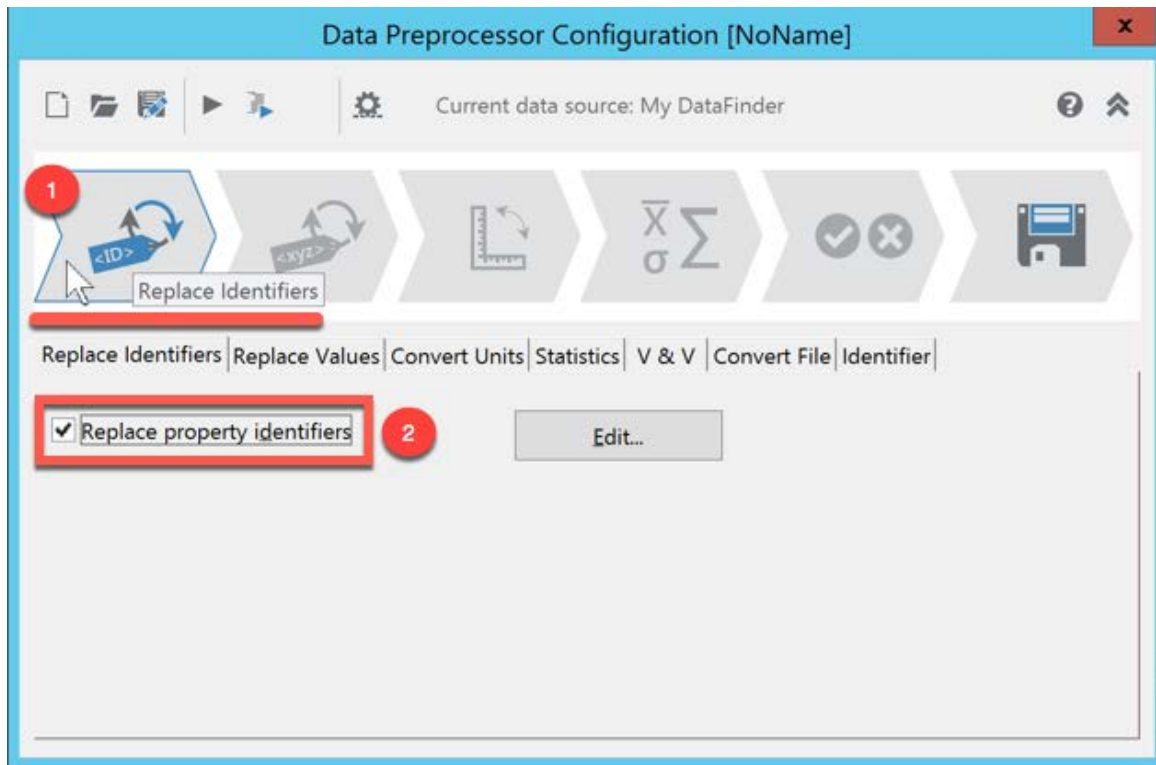 Data Preprocessor Configuration [NoName]
x
Current data source: My DataFinder
?
1
<ID>
<xyz>
X
σ Σ
Replace Identifiers
Replace Identifiers Replace Values Convert Units Statistics V & V Convert File Identifier
Replace property identifiers
2
Edit...